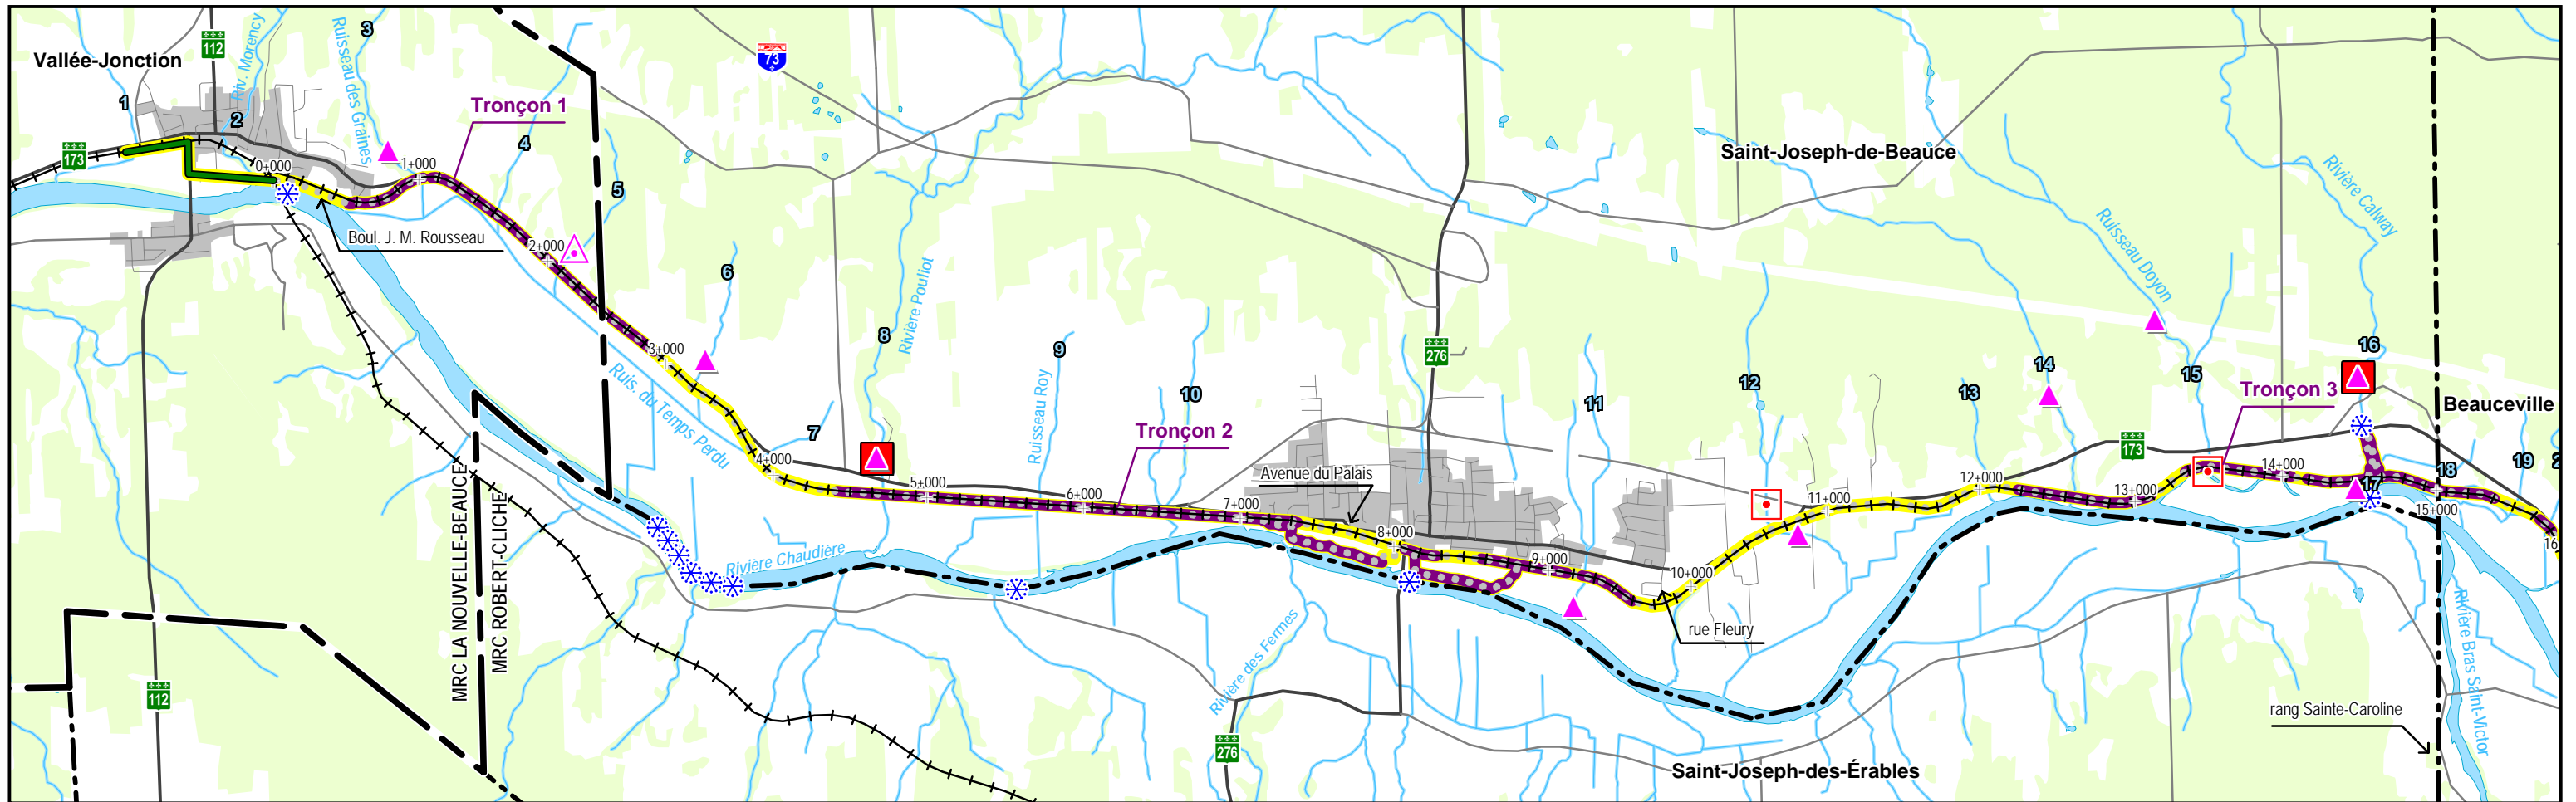 Vallée-Jonction
112
Riv. Morency
Ruisseau des Graines
3
73
1
2
173
0+000
1+000
Tronçon 1
4
5
Boul. J. M. Rousseau
2+000
3+000
6
Ruis. du Temps Perdu
7
4+000
8
Rivière Pouliot
5+000
Ruisseau Roy
9
6+000
10
Tronçon 2
7+000
Avenue du Palais
8+000
276
11
9+000
10+000
rue Fleury
12
11+000
Saint-Joseph-de-Beauce
13
12+000
14
173
13+000
Ruisseau Doyon
15
Rivière Calway
Tronçon 3
14+000
16
17
18
15+000
Beauceville
19
2
16
MRC LA NOUVELLE-BEAUCE
MRC ROBERT-CLICHE
Rivière Chaudière
Rivière des Fermes
112
276
Saint-Joseph-des-Érables
rang Sainte-Caroline
Rivière Bras Saint-Victor